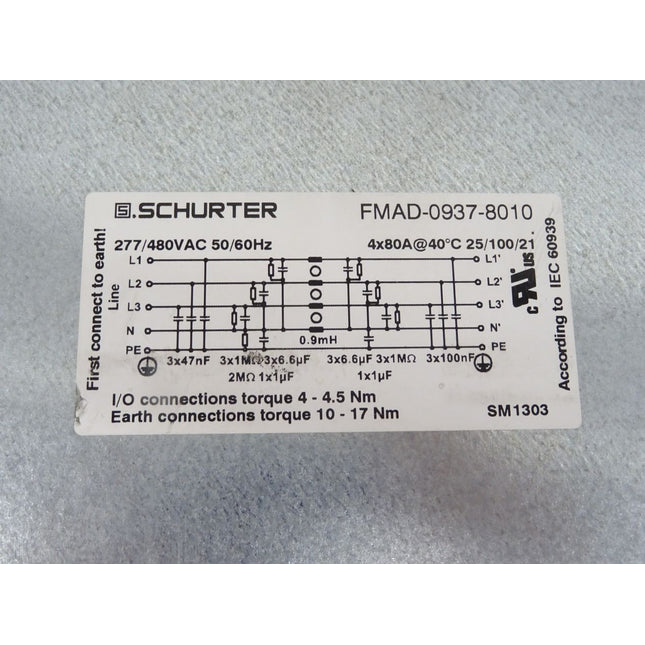 SCHURTER FMAD-0937-8010
277/480VAC 50/60Hz 4x80A@40°C 25/100/21
First connect to earth!
Line
L1 L1'
L2 L2'
L3 L3'
N N'
0.9mH
PE PE
3x47nF 3x1MΩ 3x6.6µF 3x6.6µF 3x1MΩ 3x100nF
2MΩ 1x1µF 1x1µF
I/O connections torque 4 - 4.5 Nm
Earth connections torque 10 - 17 Nm SM1303
c RU us
According to IEC 60939